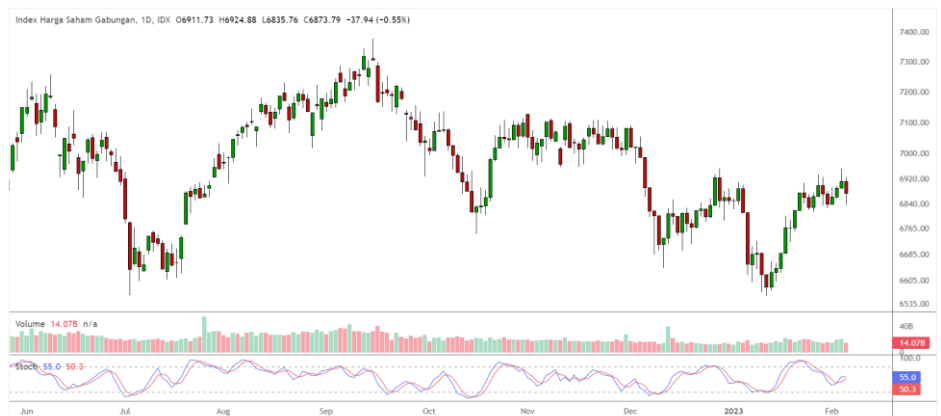 Index Harga Saham Gabungan, 1D, IDX O6911.73 H6924.88 L6835.76 C6873.79 −37.94 (−0.55%)
7400.00
7300.00
7200.00
7100.00
7000.00
6920.00
6840.00
6765.00
6685.00
6605.00
6535.00
Volume 14.07B n/a
40B
14.07B
0
Stoch 55.0 50.3
100.0
55.0
50.3
Jun Jul Aug Sep Oct Nov Dec 2023 Feb